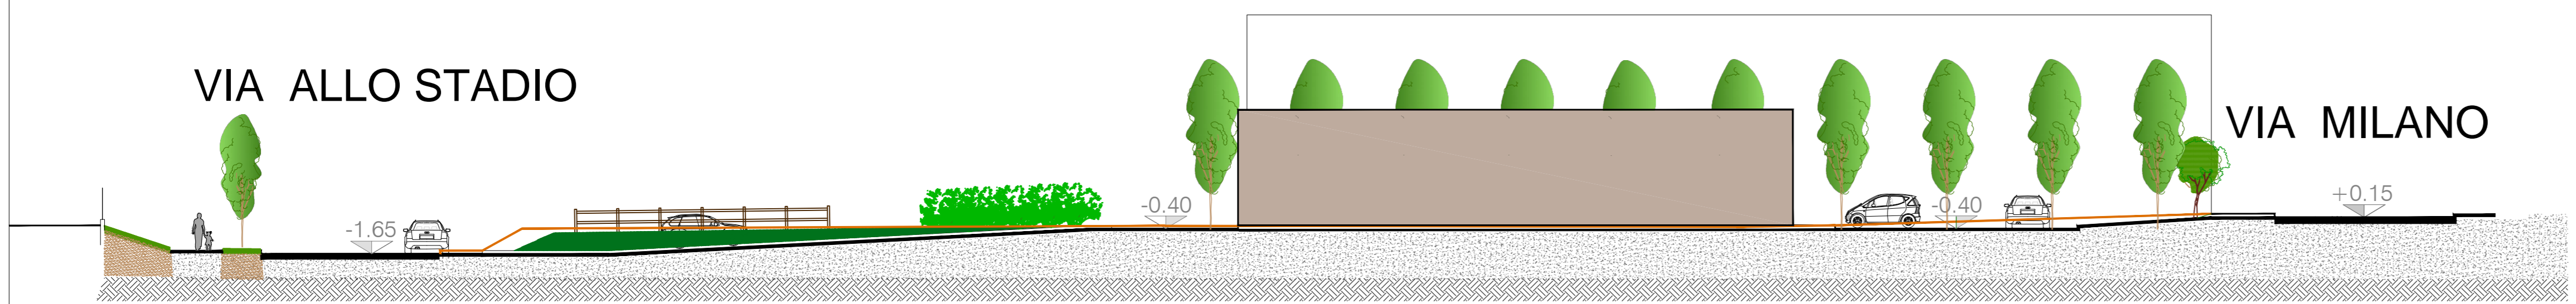 VIA ALLO STADIO
VIA MILANO
-1.65
-0.40
-0.40
+0.15